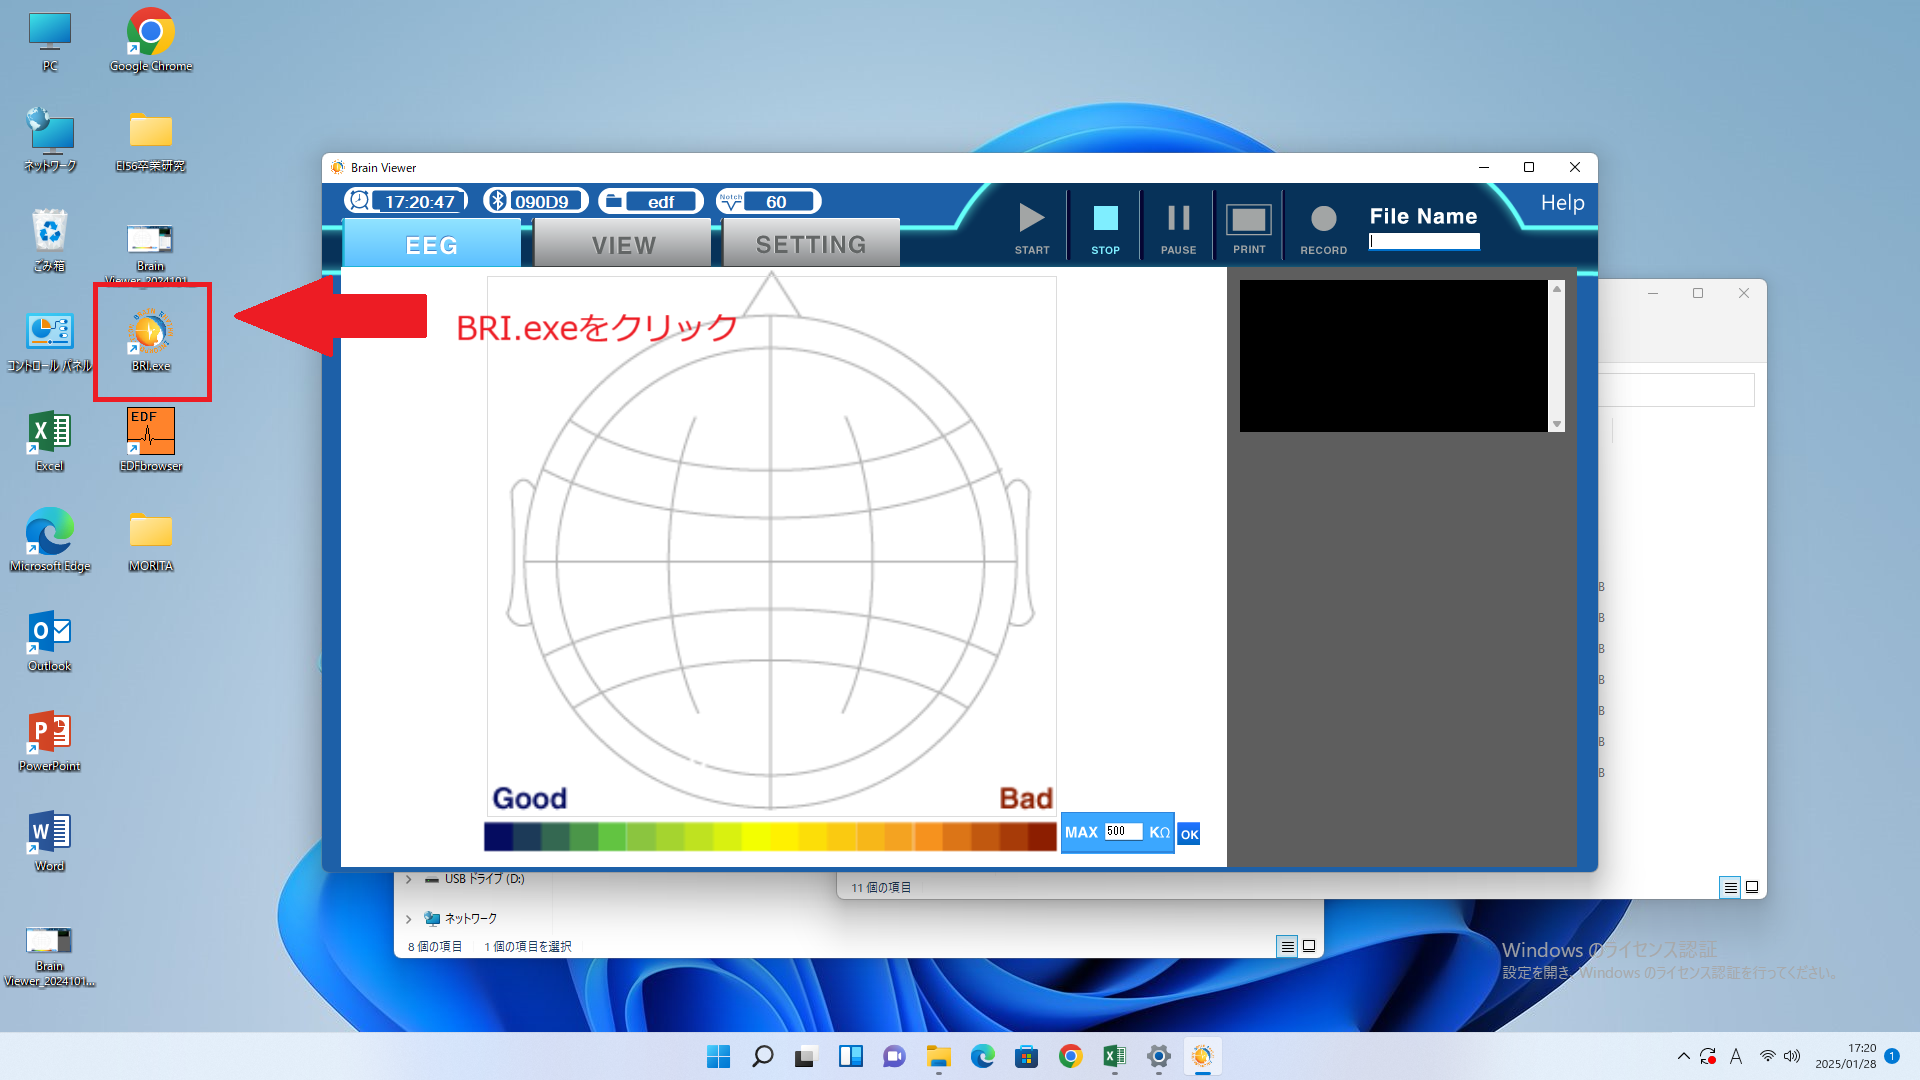 PC
Google Chrome
ネットワーク
EI56卒業研究
ごみ箱
Brain
Viewer_2024101...
コントロール パネル
BRI.exe
Excel
EDF
EDFbrowser
Microsoft Edge
MORITA
Outlook
PowerPoint
Word
Brain
Viewer_2024101...
Brain Viewer
17:20:47
090D9
edf
Notch
60
EEG
VIEW
SETTING
START
STOP
PAUSE
PRINT
RECORD
File Name
Help
BRI.exeをクリック
Good
Bad
MAX 500 KΩ OK
B
B
B
B
B
B
B
11 個の項目
USB ドライブ (D:)
ネットワーク
8 個の項目 1 個の項目を選択
Windows のライセンス認証
設定を開き、Windows のライセンス認証を行ってください。
A
17:20
2025/01/28
1